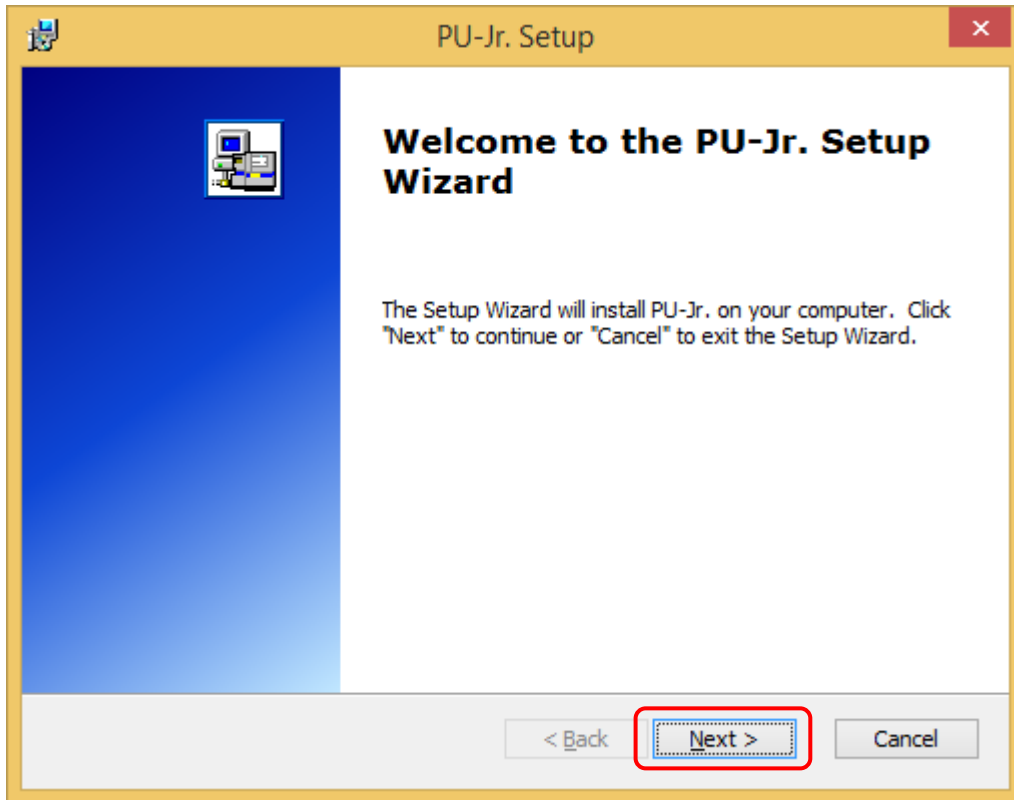 PU-Jr. Setup
Welcome to the PU-Jr. Setup
Wizard
The Setup Wizard will install PU-Jr. on your computer. Click
"Next" to continue or "Cancel" to exit the Setup Wizard.
< Back Next > Cancel